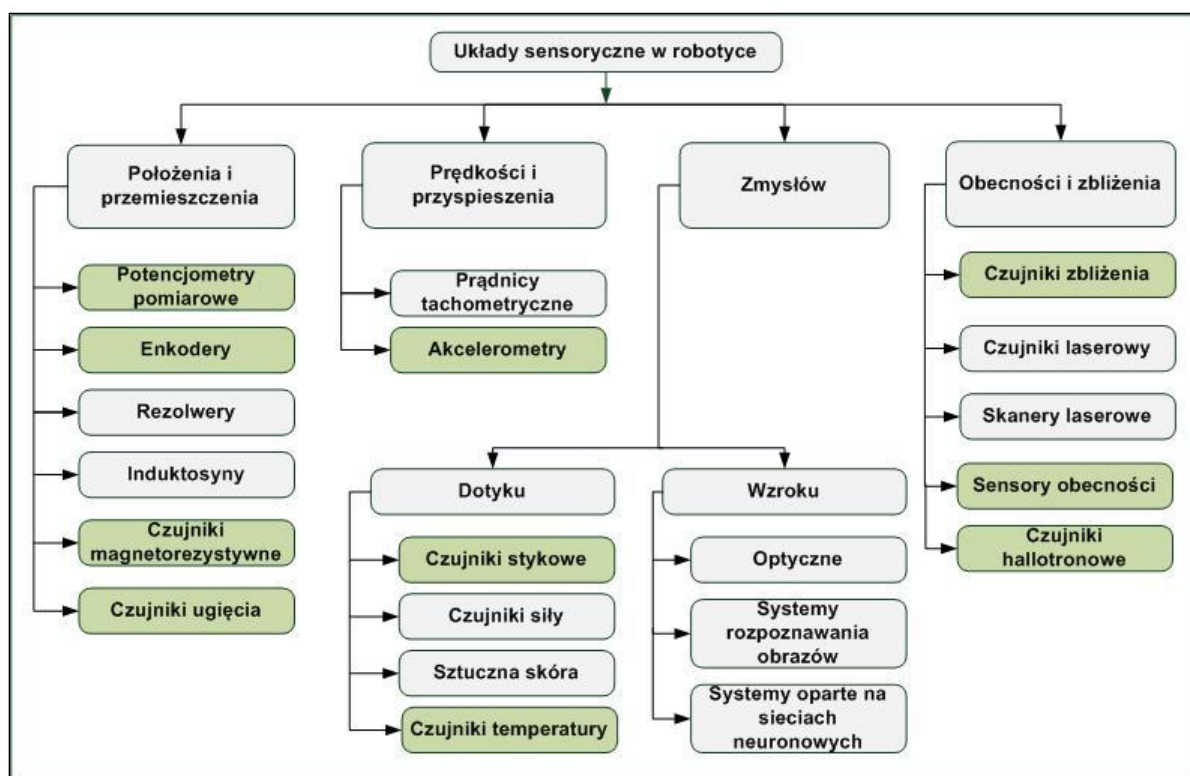 Układy sensoryczne w robotyce
Położenia i
przemieszczenia
Prędkości i
przyspieszenia
Zmysłów
Obecności i zbliżenia
Potencjometry
pomiarowe
Enkodery
Rezolwery
Induktosyny
Czujniki
magnetorezystywne
Czujniki ugięcia
Prądnicy
tachometryczne
Akcelerometry
Dotyku
Czujniki stykowe
Czujniki siły
Sztuczna skóra
Czujniki temperatury
Wzroku
Optyczne
Systemy
rozpoznawania
obrazów
Systemy oparte na
sieciach
neuronowych
Czujniki zbliżenia
Czujniki laserowy
Skanery laserowe
Sensory obecności
Czujniki
hallotronowe